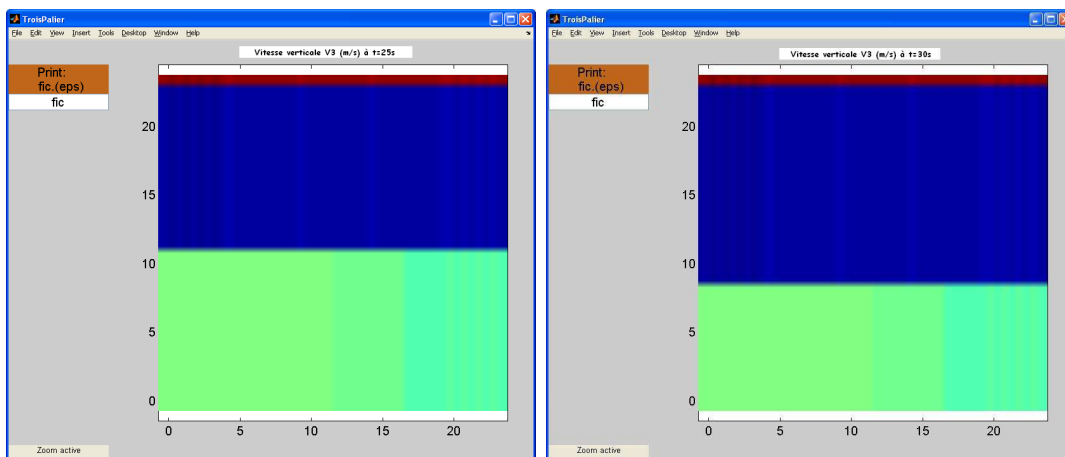 TroisPalier
File Edit View Insert Tools Desktop Window Help
Vitesse verticale V3 (m/s) à t=25s
Print:
fic.(eps)
fic
20
15
10
5
0
0 5 10 15 20
Zoom active
TroisPalier
File Edit View Insert Tools Desktop Window Help
Vitesse verticale V3 (m/s) à t=30s
Print:
fic.(eps)
fic
20
15
10
5
0
0 5 10 15 20
Zoom active